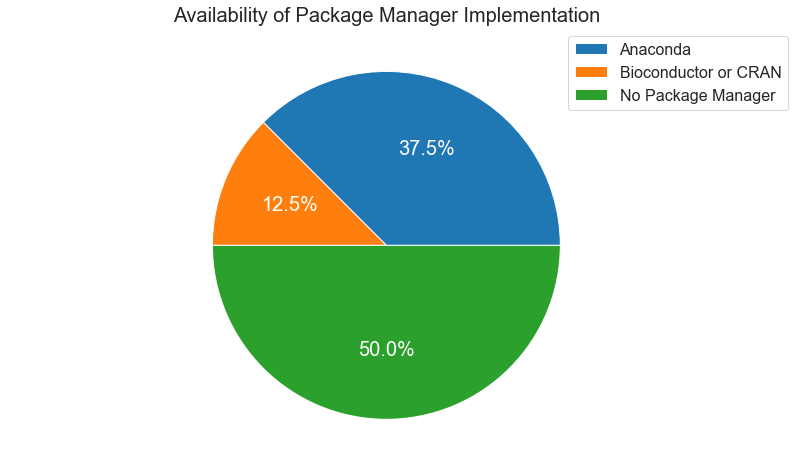 Availability of Package Manager Implementation
Anaconda
Bioconductor or CRAN
No Package Manager
37.5%
12.5%
50.0%